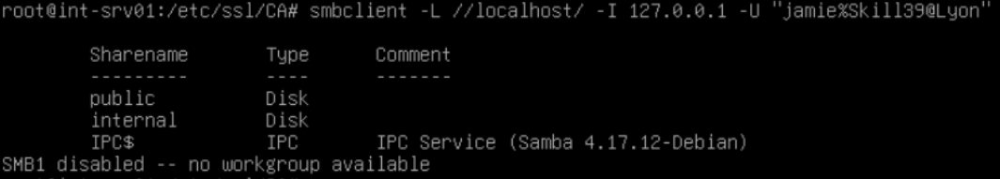 root@int-srv01:/etc/ssl/CA# smbclient -L //localhost/ -I 127.0.0.1 -U "jamie%Skill39@Lyon"
Sharename Type Comment
--------- ---- -------
public Disk
internal Disk
IPC$ IPC IPC Service (Samba 4.17.12-Debian)
SMB1 disabled -- no workgroup available